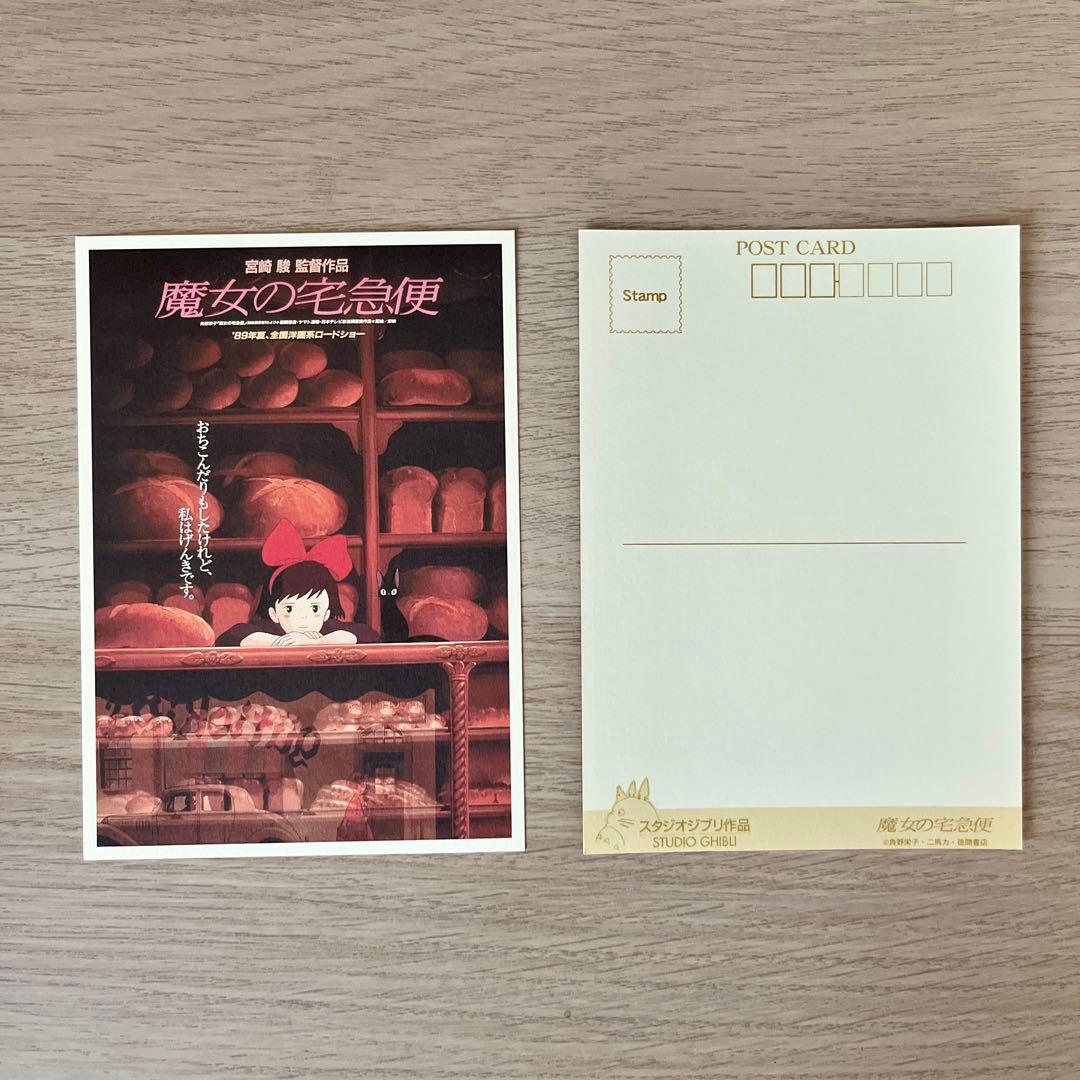 宮崎 駿 監督作品
魔女の宅急便
'89年夏、全国洋画系ロードショー
おちこんだりもしたけれど、
私はげんきです。
POST CARD
Stamp
スタジオジブリ作品
STUDIO GHIBLI
魔女の宅急便
©角野栄子・二馬力・徳間書店